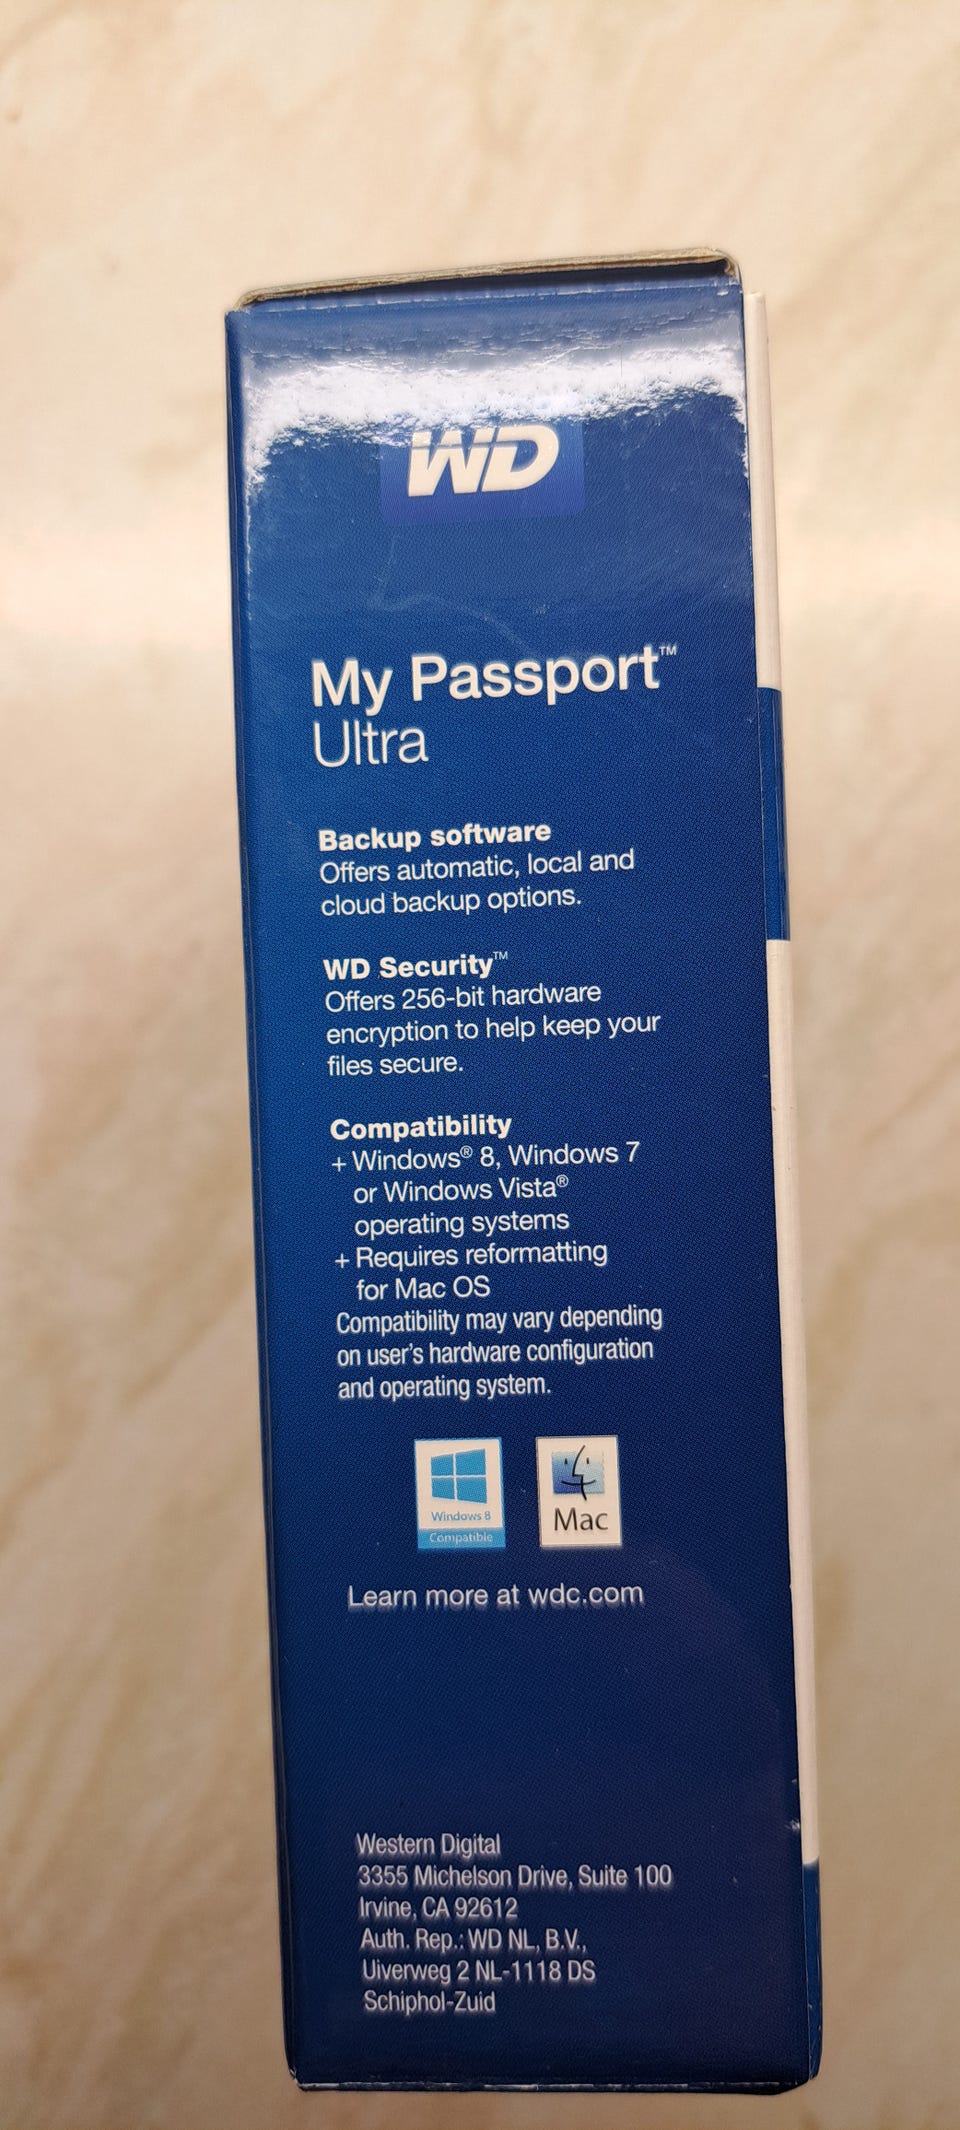 WD
My Passport™
Ultra
Backup software
Offers automatic, local and
cloud backup options.
WD Security™
Offers 256-bit hardware
encryption to help keep your
files secure.
Compatibility
+ Windows® 8, Windows 7
or Windows Vista®
operating systems
+ Requires reformatting
for Mac OS
Compatibility may vary depending
on user's hardware configuration
and operating system.
Windows 8
Compatible
Mac
Learn more at wdc.com
Western Digital
3355 Michelson Drive, Suite 100
Irvine, CA 92612
Auth. Rep.: WD NL, B.V.,
Uiverweg 2 NL-1118 DS
Schiphol-Zuid